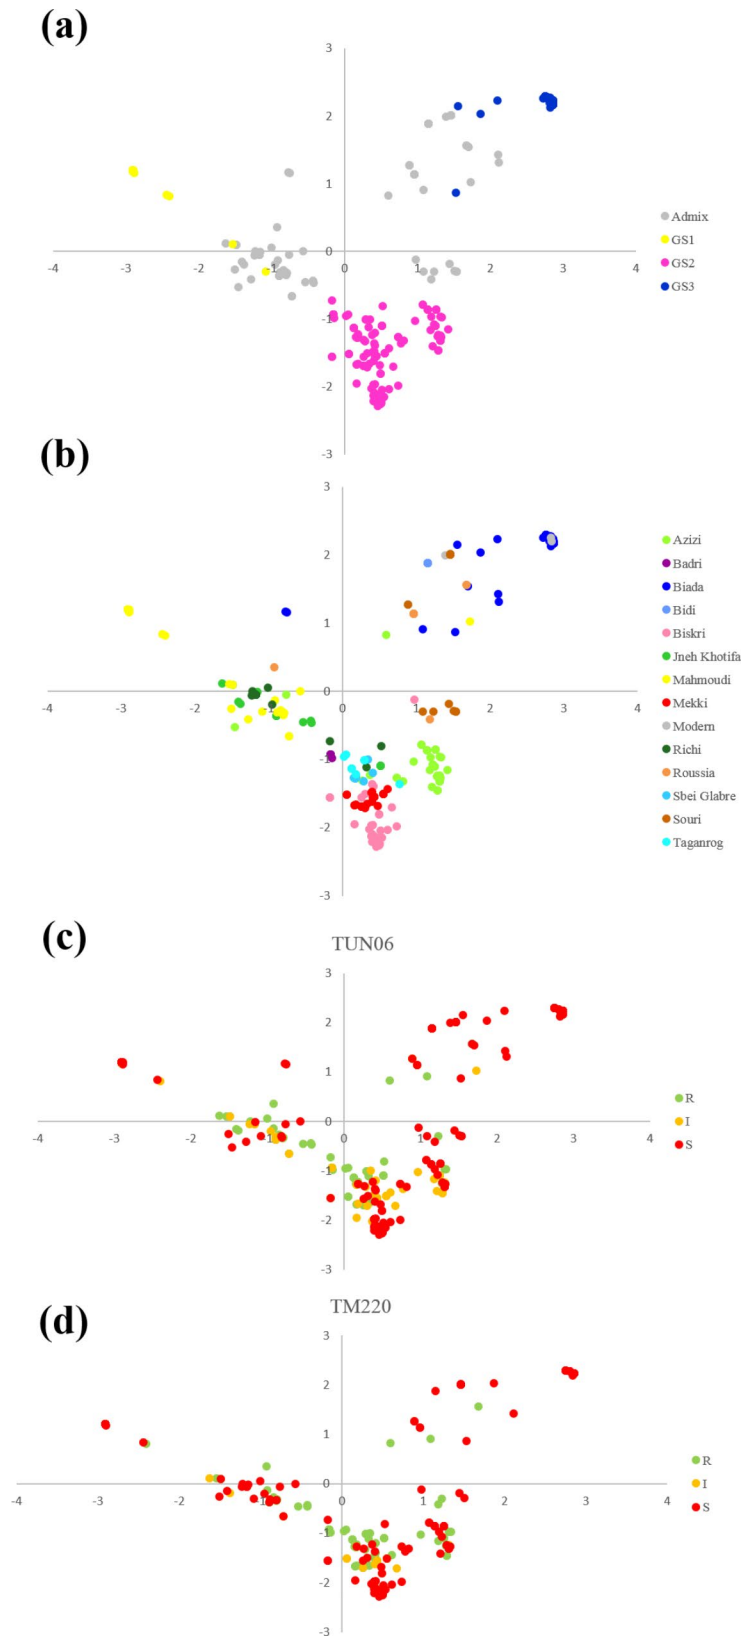 (a)
3
2
1
0
-4
-3
-2
-1
0
1
2
3
4
-1
-2
-3
Admix
GS1
GS2
GS3
(b)
3
2
1
0
-4
-3
-2
-1
0
1
2
3
4
-1
-2
-3
Azizi
Badri
Biada
Bidi
Biskri
Jneh Khotifa
Mahmoudi
Mekki
Modern
Richi
Roussia
Sbei Glabre
Souri
Taganrog
(c)
TUN06
3
2
1
0
-4
-3
-2
-1
0
1
2
3
4
-1
-2
-3
R
I
S
(d)
TM220
3
2
1
0
-4
-3
-2
-1
0
1
2
3
4
-1
-2
-3
R
I
S